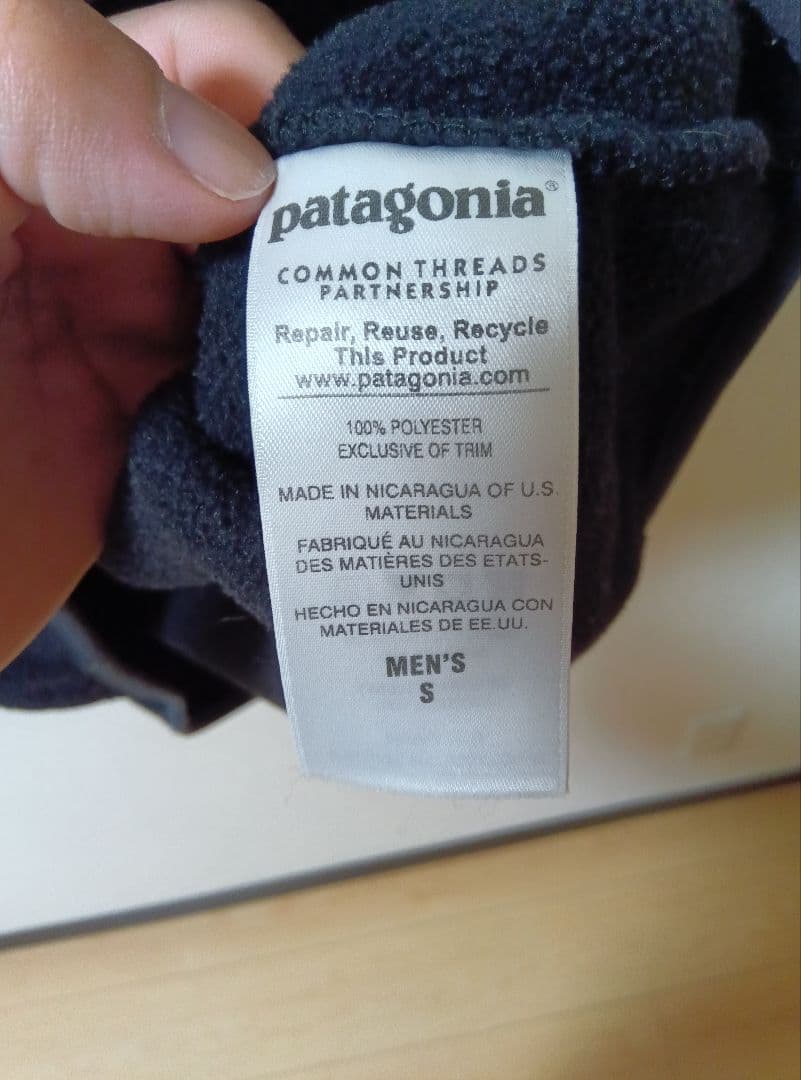 patagonia®
COMMON THREADS
PARTNERSHIP
Repair, Reuse, Recycle
This Product
www.patagonia.com
100% POLYESTER
EXCLUSIVE OF TRIM
MADE IN NICARAGUA OF U.S.
MATERIALS
FABRIQUÉ AU NICARAGUA
DES MATIÈRES DES ETATS-
UNIS
HECHO EN NICARAGUA CON
MATERIALES DE EE.UU.
MEN'S
S